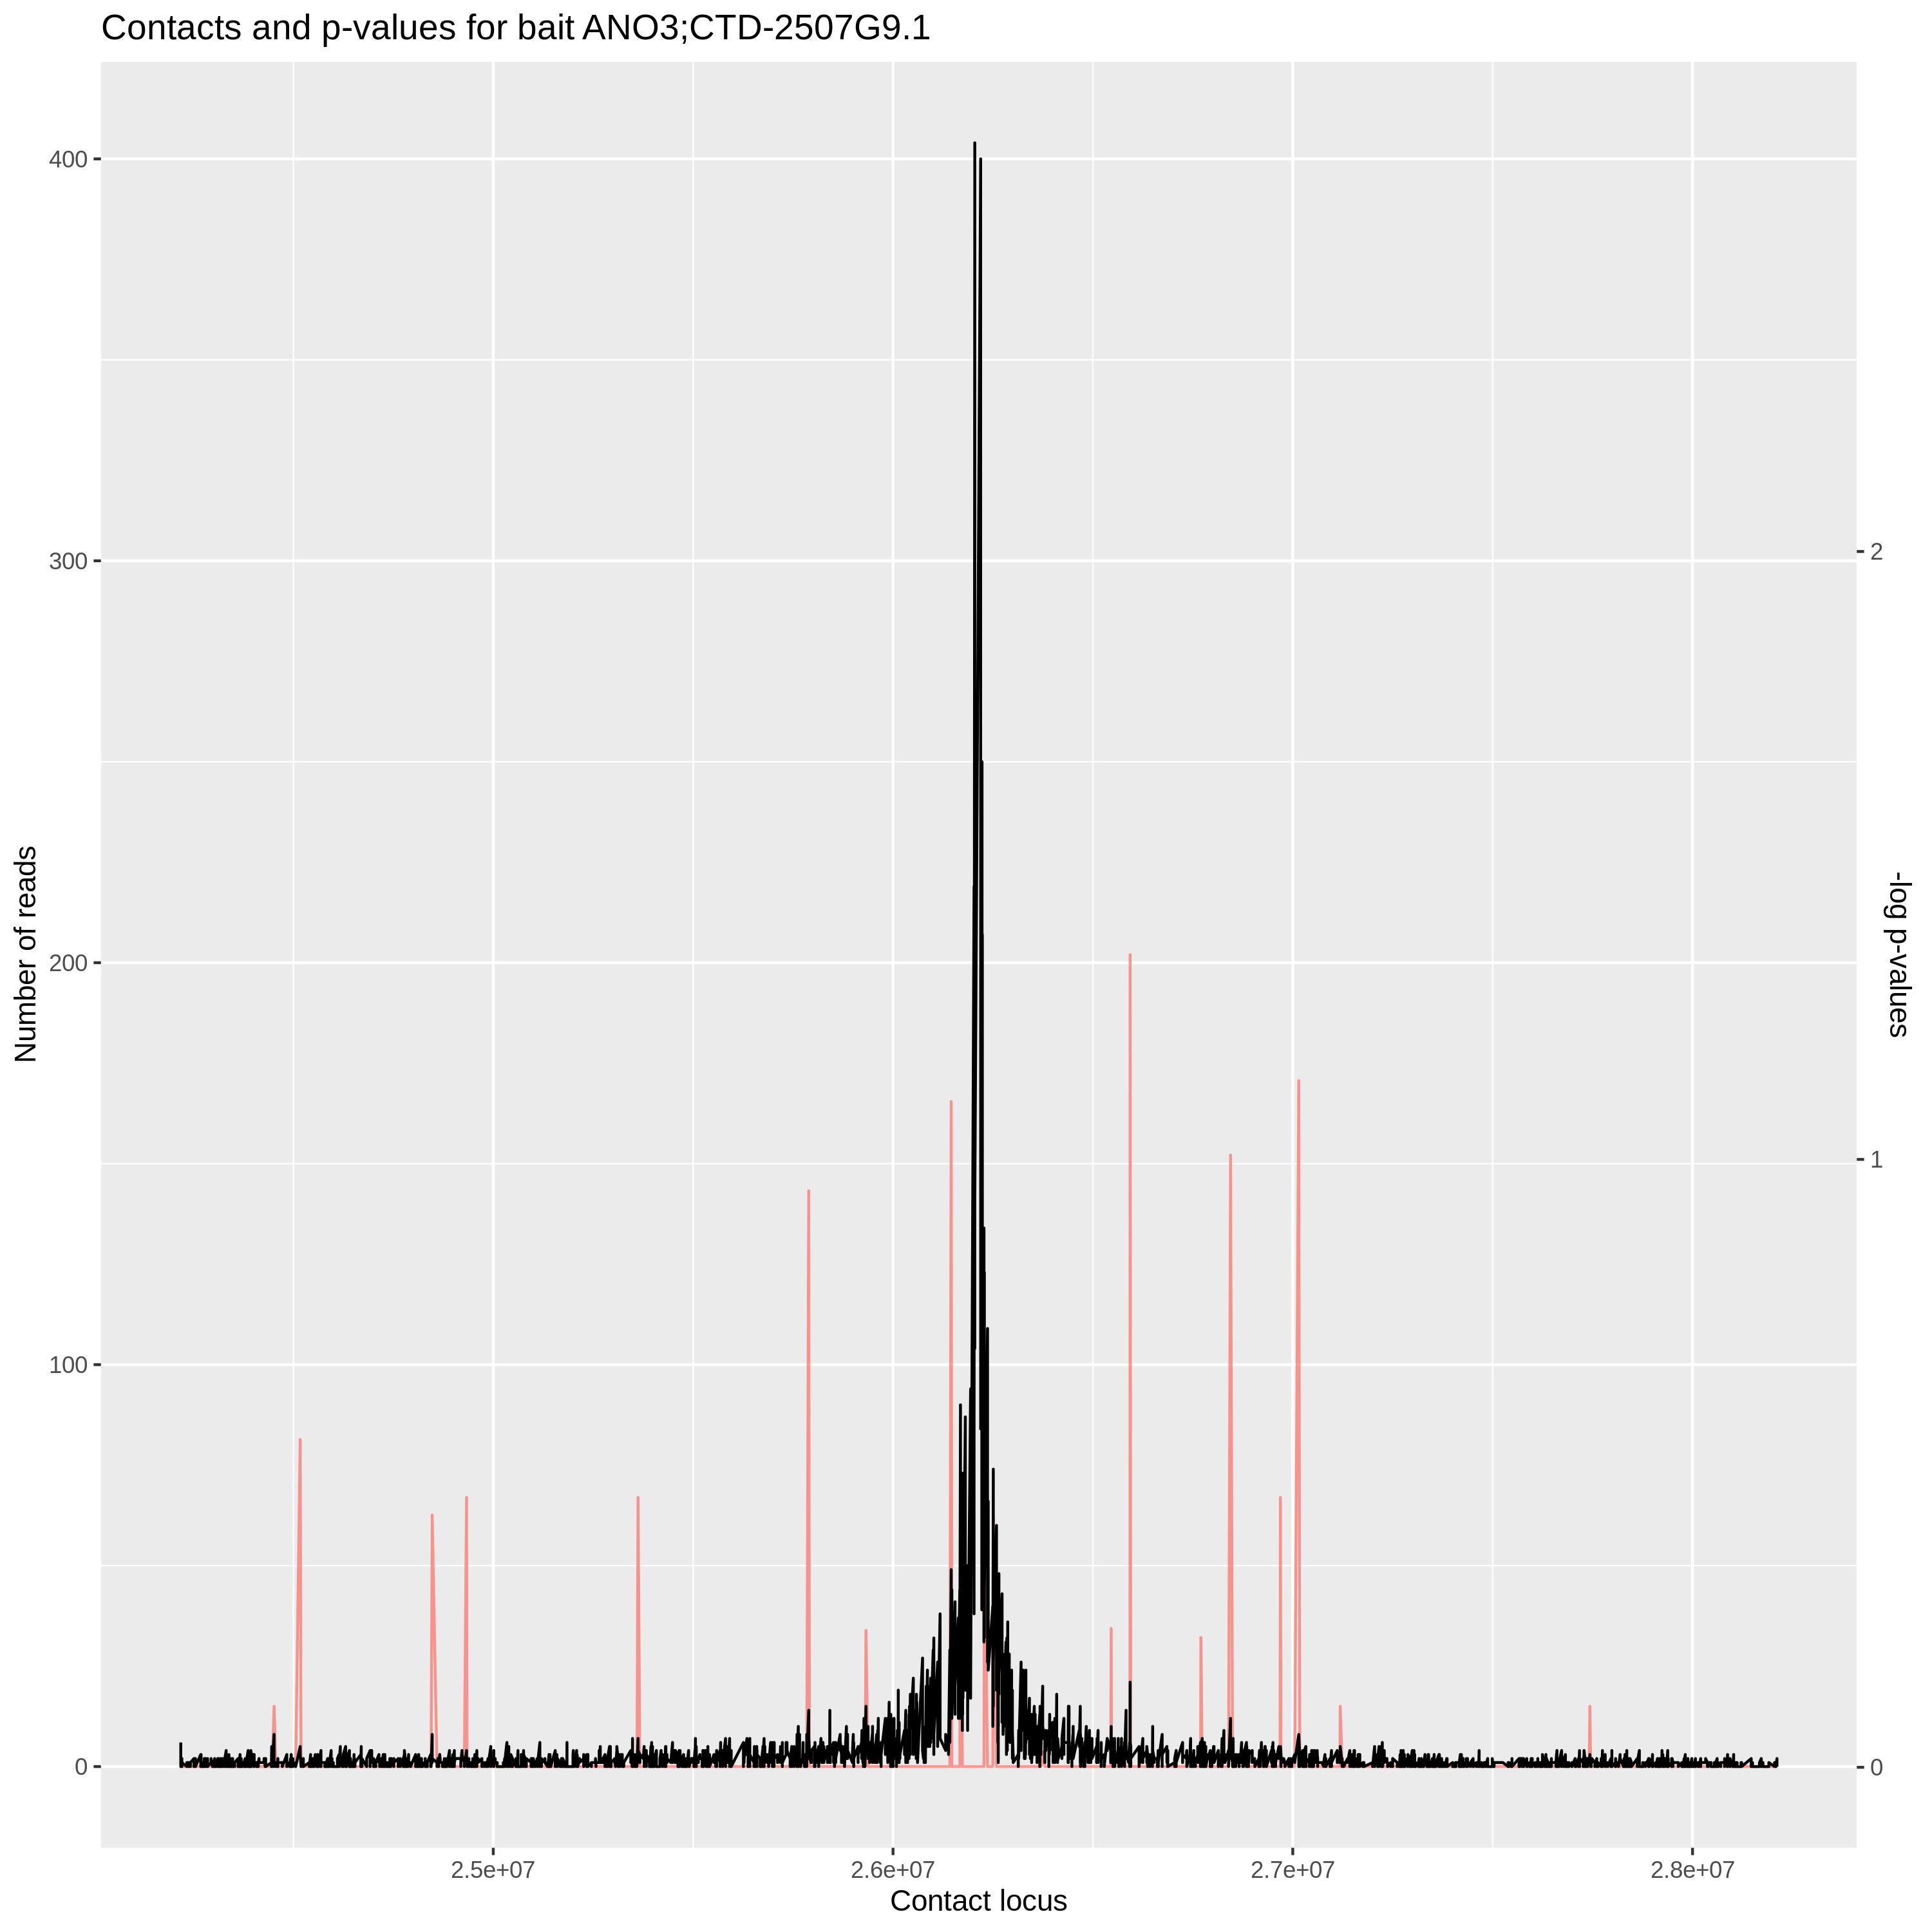 Contacts and p-values for bait ANO3;CTD-2507G9.1
400
300
200
100
0
Number of reads
2
1
0
-log p-values
2.5e+07
2.6e+07
2.7e+07
2.8e+07
Contact locus